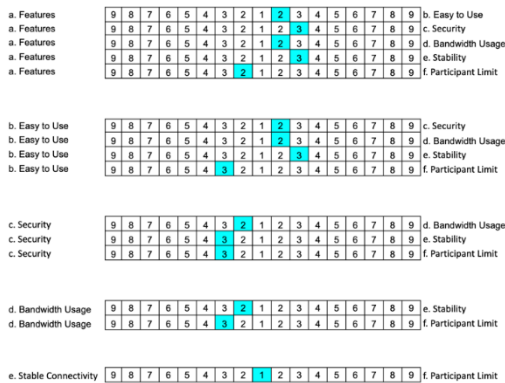 a. Features 9 8 7 6 5 4 3 2 1 2 3 4 5 6 7 8 9 b. Easy to Use
a. Features 9 8 7 6 5 4 3 2 1 2 3 4 5 6 7 8 9 c. Security
a. Features 9 8 7 6 5 4 3 2 1 2 3 4 5 6 7 8 9 d. Bandwidth Usage
a. Features 9 8 7 6 5 4 3 2 1 2 3 4 5 6 7 8 9 e. Stability
a. Features 9 8 7 6 5 4 3 2 1 2 3 4 5 6 7 8 9 f. Participant Limit
b. Easy to Use 9 8 7 6 5 4 3 2 1 2 3 4 5 6 7 8 9 c. Security
b. Easy to Use 9 8 7 6 5 4 3 2 1 2 3 4 5 6 7 8 9 d. Bandwidth Usage
b. Easy to Use 9 8 7 6 5 4 3 2 1 2 3 4 5 6 7 8 9 e. Stability
b. Easy to Use 9 8 7 6 5 4 3 2 1 2 3 4 5 6 7 8 9 f. Participant Limit
c. Security 9 8 7 6 5 4 3 2 1 2 3 4 5 6 7 8 9 d. Bandwidth Usage
c. Security 9 8 7 6 5 4 3 2 1 2 3 4 5 6 7 8 9 e. Stability
c. Security 9 8 7 6 5 4 3 2 1 2 3 4 5 6 7 8 9 f. Participant Limit
d. Bandwidth Usage 9 8 7 6 5 4 3 2 1 2 3 4 5 6 7 8 9 e. Stability
d. Bandwidth Usage 9 8 7 6 5 4 3 2 1 2 3 4 5 6 7 8 9 f. Participant Limit
e. Stable Connectivity 9 8 7 6 5 4 3 2 1 2 3 4 5 6 7 8 9 f. Participant Limit